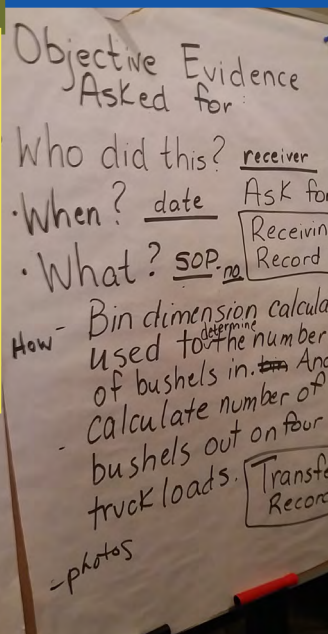 Objective Evidence
Asked for:
Who did this? receiver
· When? date Ask for
· What? SOP. no. Receivin
Record
How - Bin dimension calcula
determine
used to the number
of bushels in. And
- calculate number of
bushels out on four
truck loads. Transfe
Record
- photos